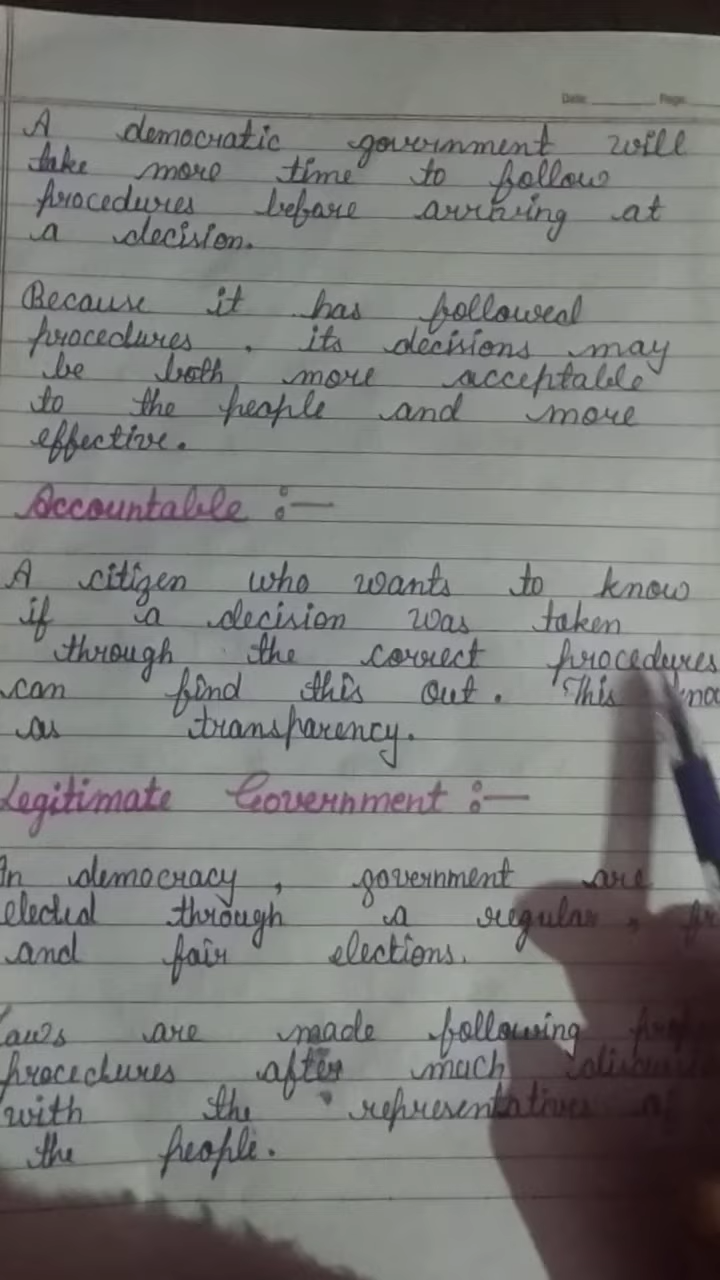 Date Page
A democratic government will
take more time to follow
procedures before arriving at
a decision.
Because it has followed
procedures, its decisions may
be both more acceptable
to the people and more
effective.
Accountable :—
A citizen who wants to know
if a decision was taken
through the correct procedures
can find this out. This
as transparency.
Legitimate Government :—
In democracy, government are
elected through a regular,
and fair elections.
Laws are made following
procedures after much
with the representatives of
the people.